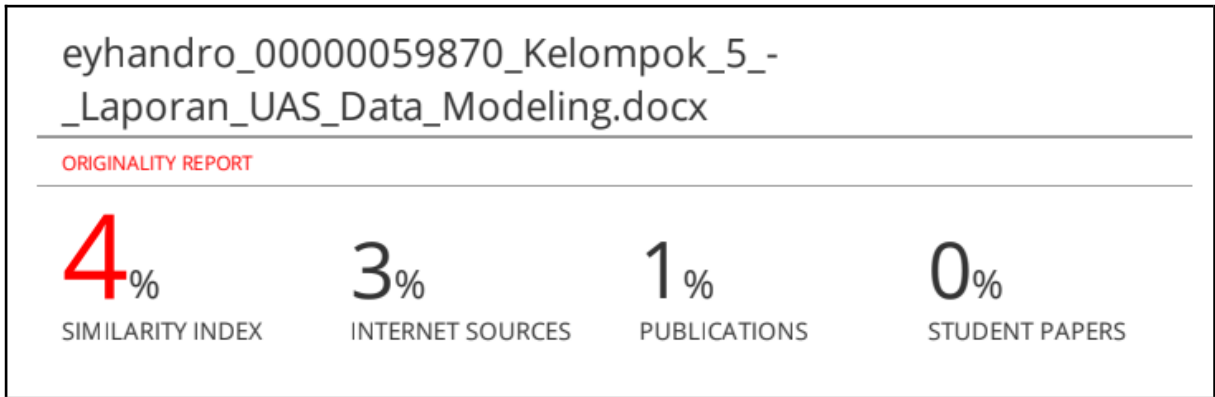 eyhandro_00000059870_Kelompok_5_-
_Laporan_UAS_Data_Modeling.docx
ORIGINALITY REPORT
4% 3% 1% 0%
SIMILARITY INDEX INTERNET SOURCES PUBLICATIONS STUDENT PAPERS